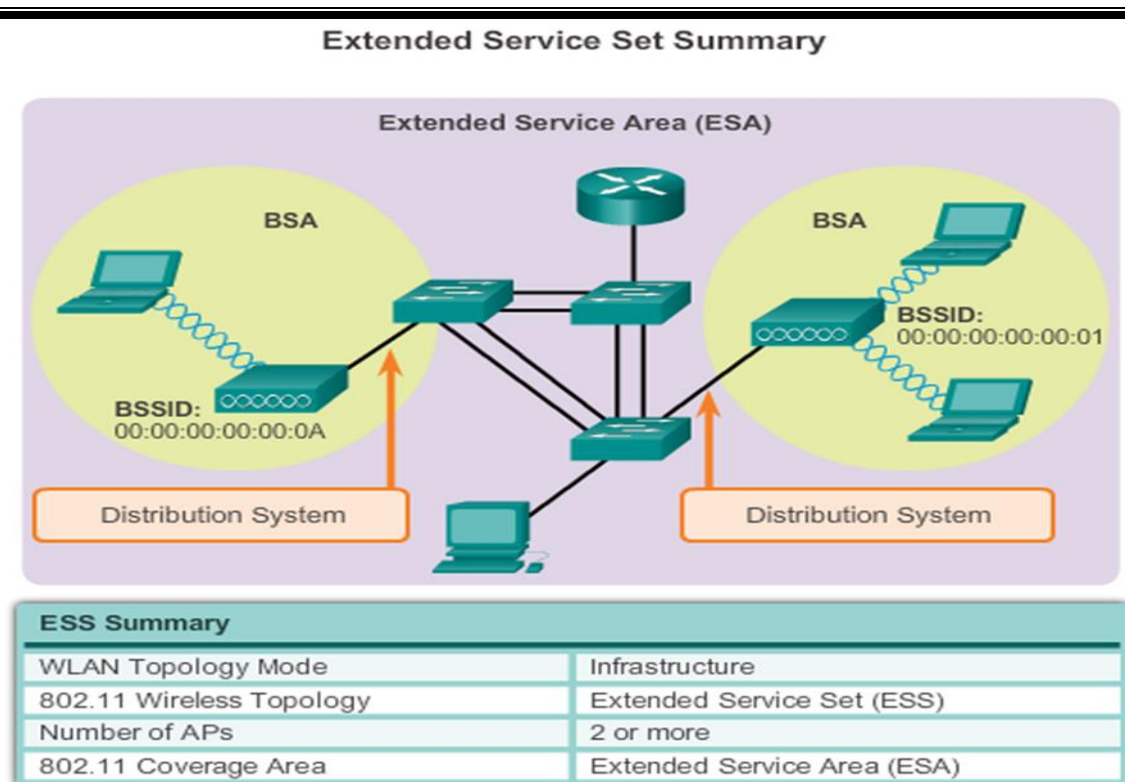 Extended Service Set Summary
Extended Service Area (ESA)
BSA
BSA
BSSID:
00:00:00:00:00:01
BSSID:
00:00:00:00:00:0A
Distribution System
Distribution System
ESS Summary
WLAN Topology Mode Infrastructure
802.11 Wireless Topology Extended Service Set (ESS)
Number of APs 2 or more
802.11 Coverage Area Extended Service Area (ESA)